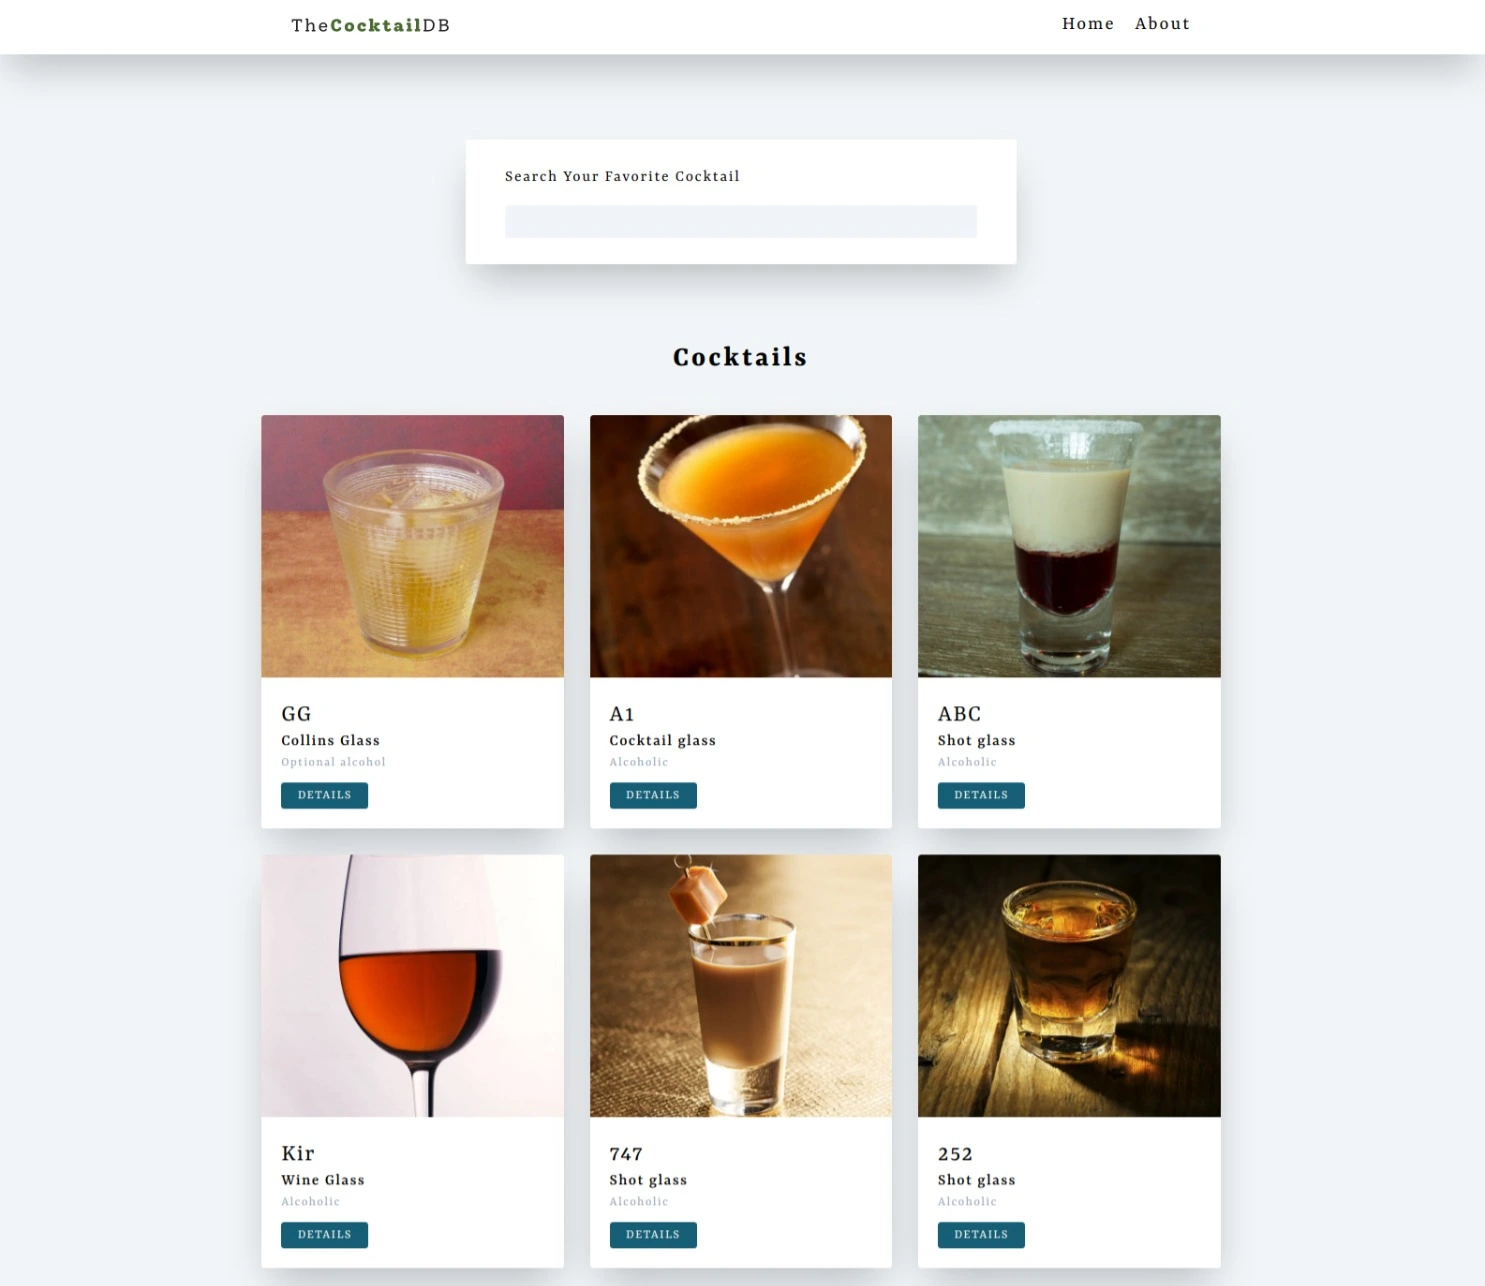 TheCocktailDB
Home About
Search Your Favorite Cocktail
Cocktails
GG
Collins Glass
Optional alcohol
DETAILS
A1
Cocktail glass
Alcoholic
DETAILS
ABC
Shot glass
Alcoholic
DETAILS
Kir
Wine Glass
Alcoholic
DETAILS
747
Shot glass
Alcoholic
DETAILS
252
Shot glass
Alcoholic
DETAILS